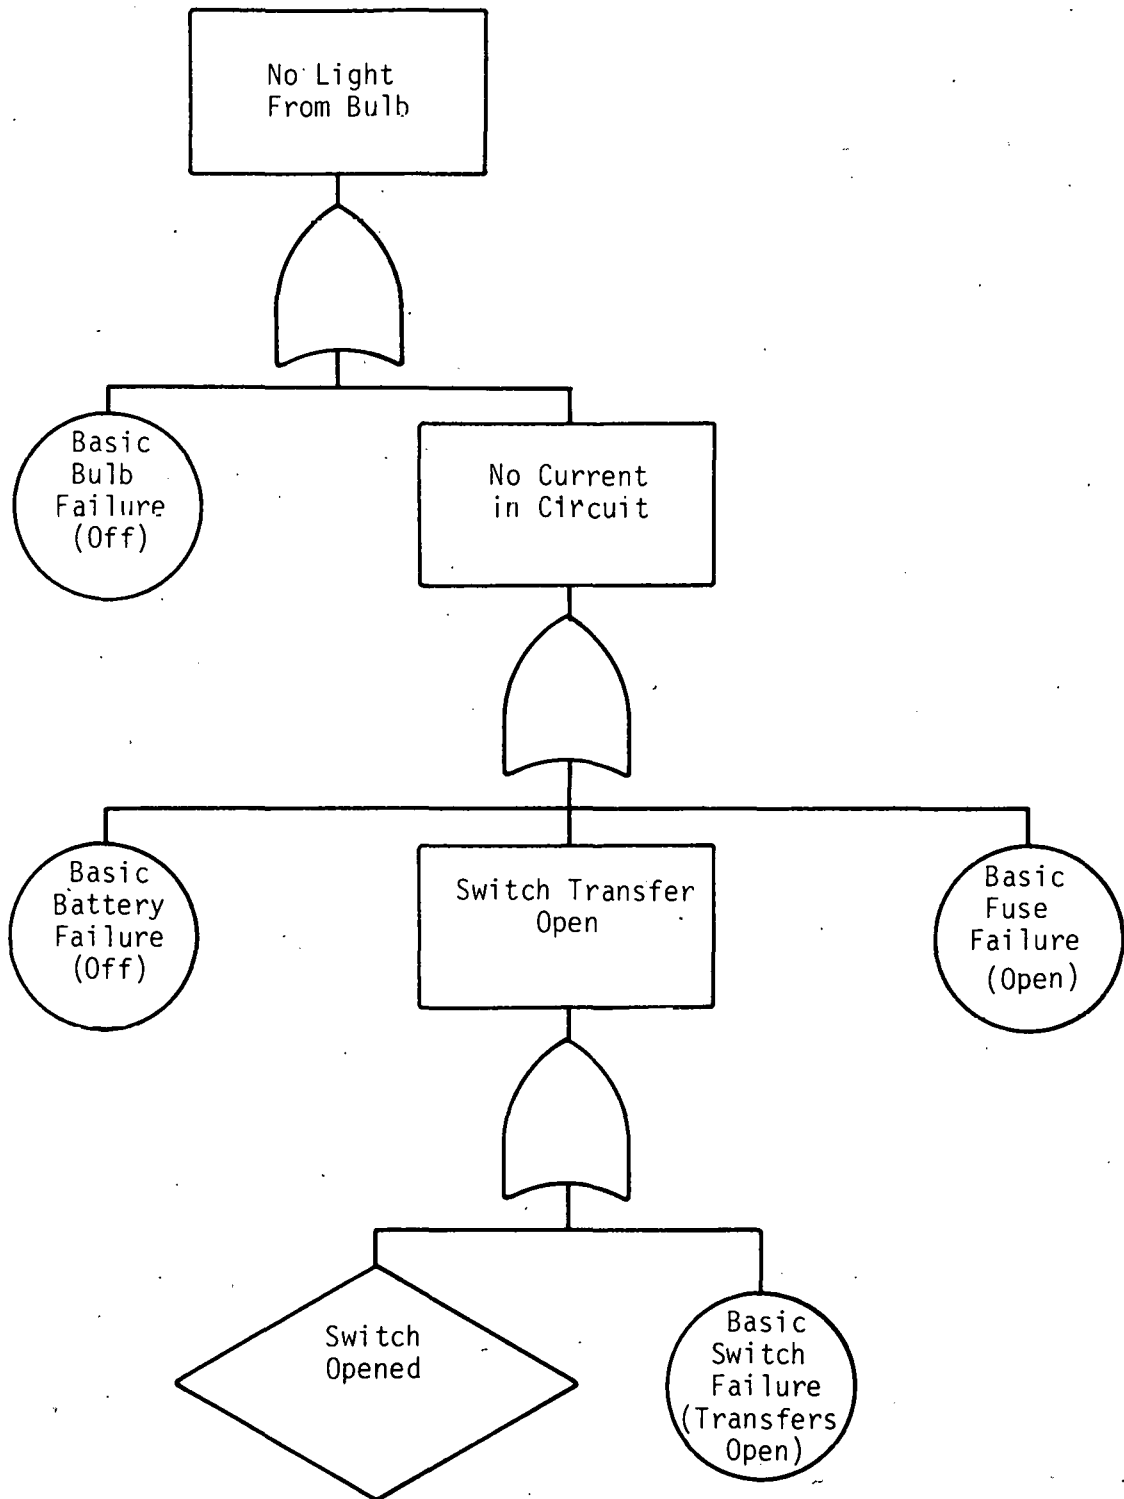 No Light
From Bulb
Basic
Bulb
Failure
(Off)
No Current
in Circuit
Basic
Battery
Failure
(Off)
Switch Transfer
Open
Basic
Fuse
Failure
(Open)
Switch
Opened
Basic
Switch
Failure
(Transfers
Open)